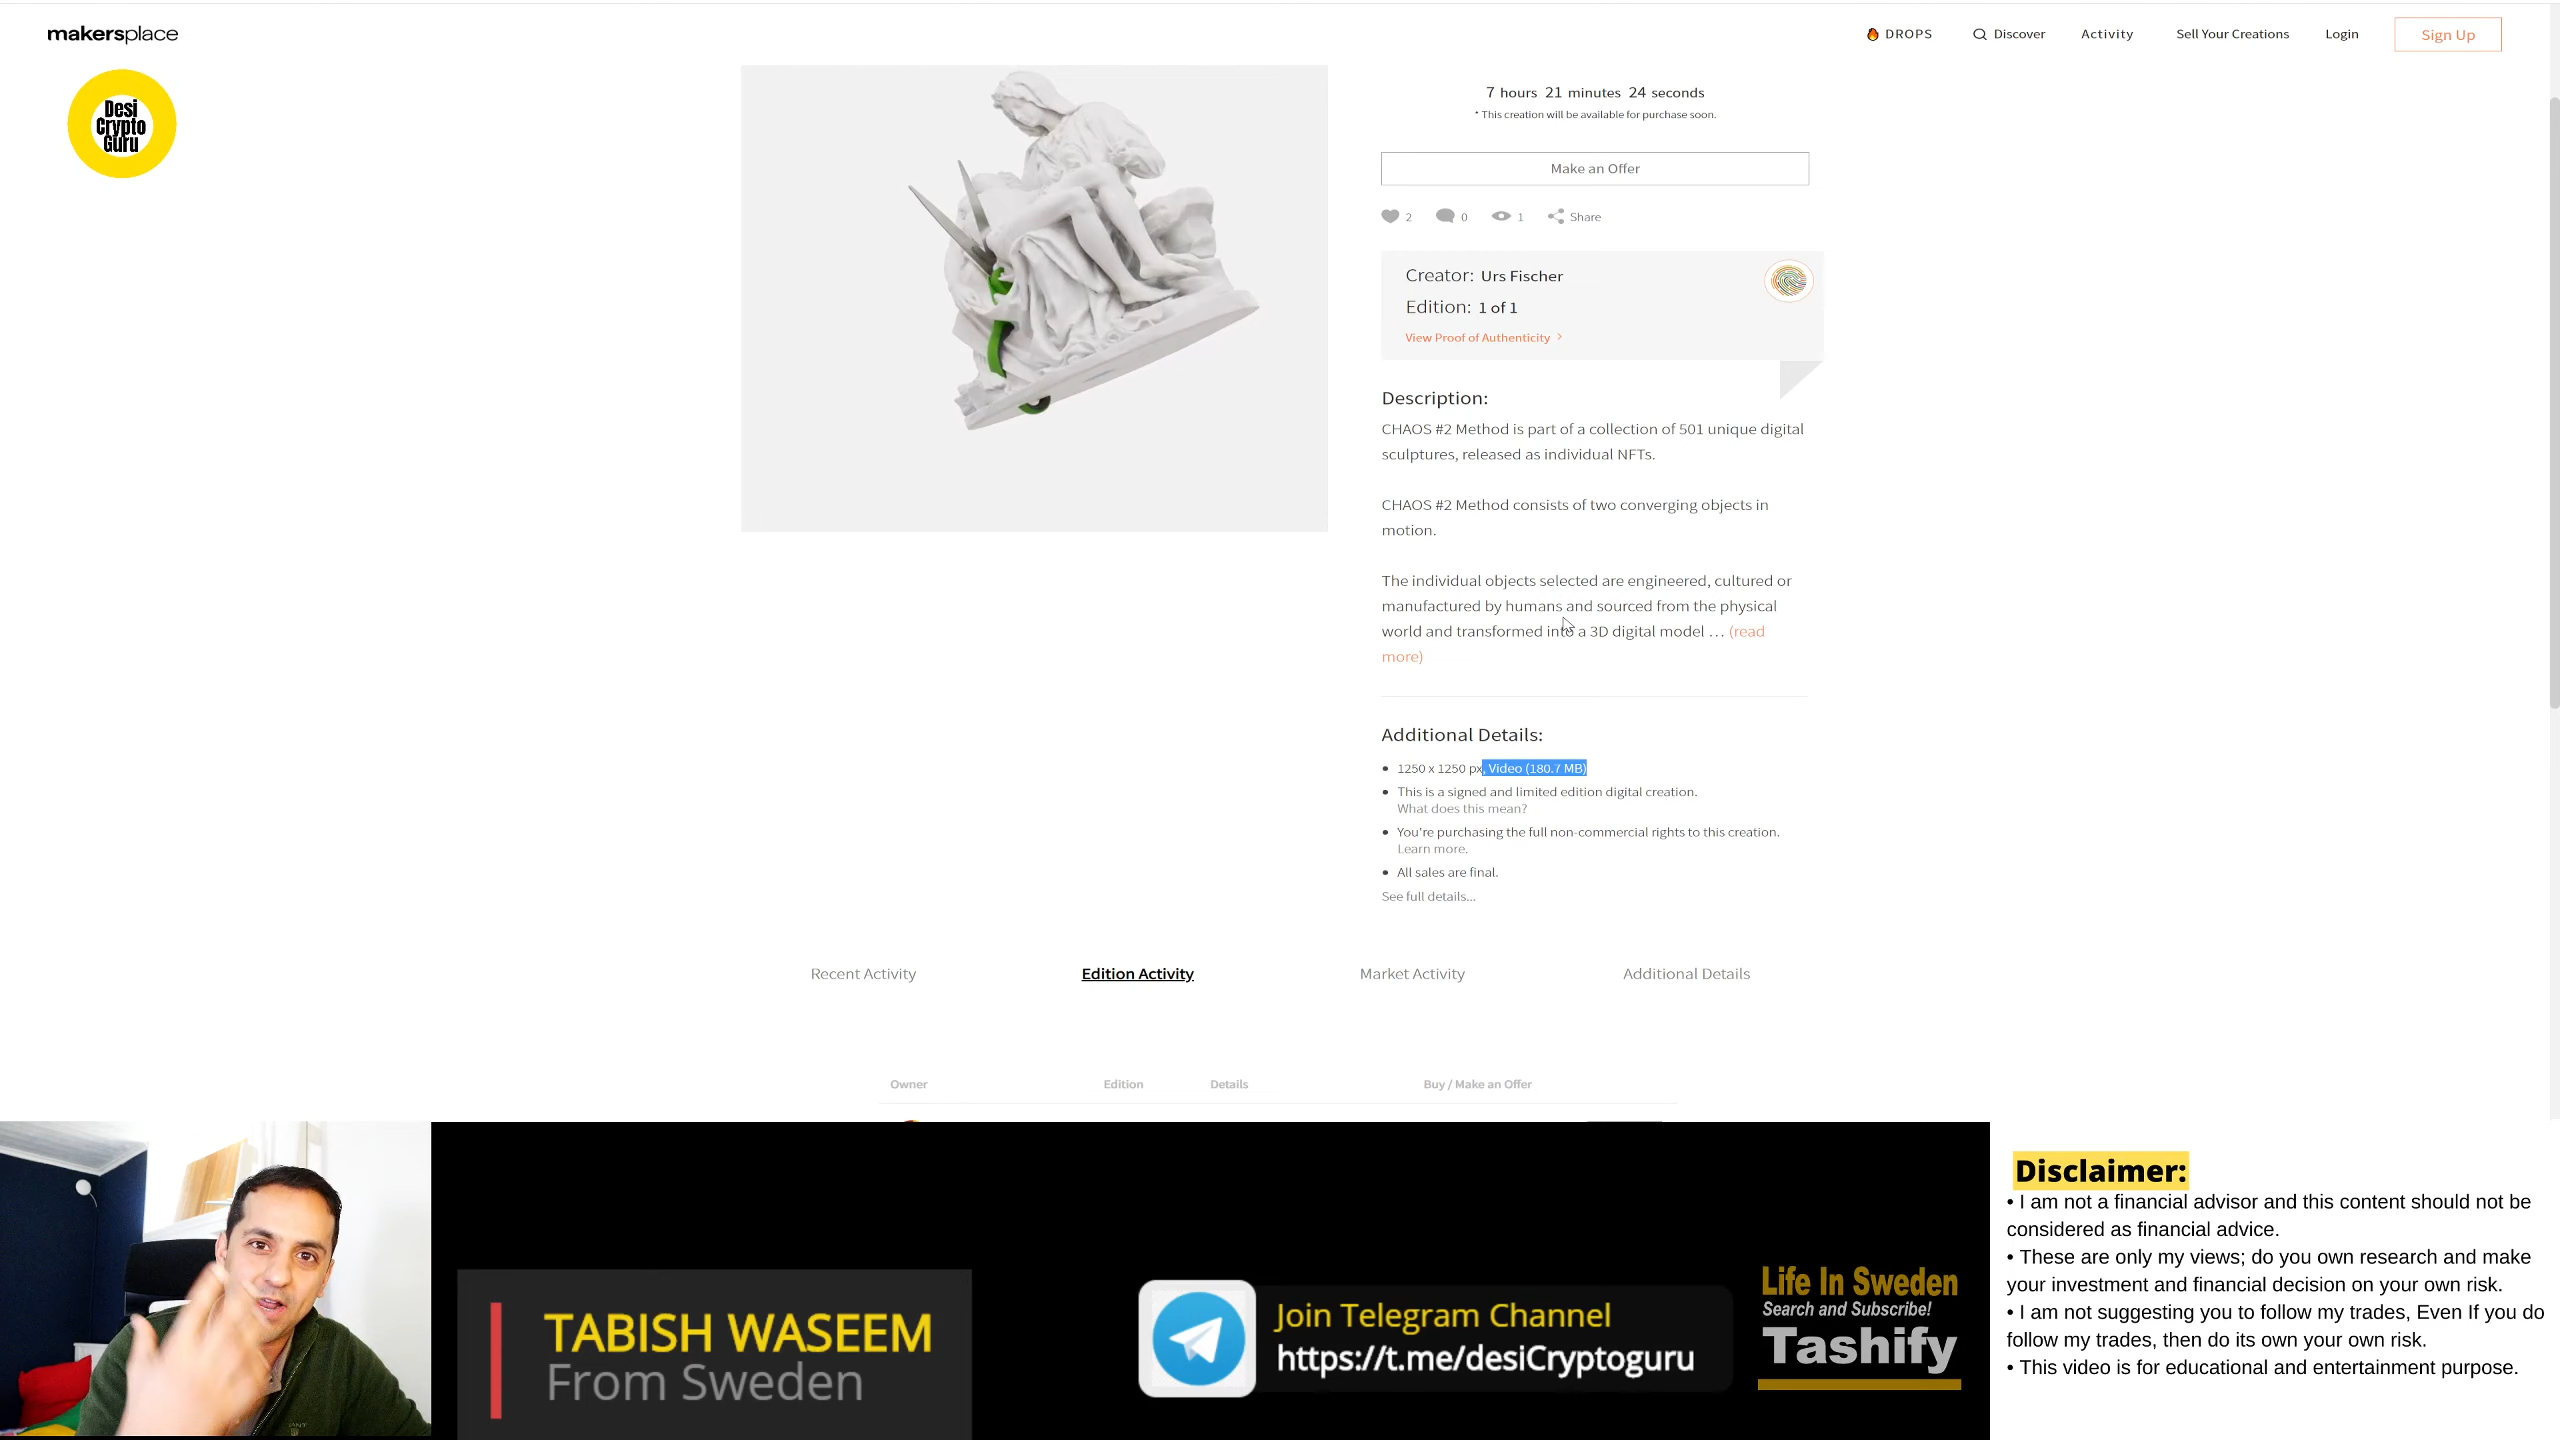 makersplace
DROPS
Discover
Activity
Sell Your Creations
Login
Sign Up
Desi
Crypto
Guru
7 hours 21 minutes 24 seconds
* This creation will be available for purchase soon.
Make an Offer
2
0
1
Share
Creator: Urs Fischer
Edition: 1 of 1
View Proof of Authenticity >
Description:
CHAOS #2 Method is part of a collection of 501 unique digital
sculptures, released as individual NFTs.
CHAOS #2 Method consists of two converging objects in
motion.
The individual objects selected are engineered, cultured or
manufactured by humans and sourced from the physical
world and transformed into a 3D digital model … (read
more)
Additional Details:
• 1250 x 1250 px, Video (180.7 MB)
• This is a signed and limited edition digital creation.
What does this mean?
• You're purchasing the full non-commercial rights to this creation.
Learn more.
• All sales are final.
See full details...
Recent Activity
Edition Activity
Market Activity
Additional Details
Owner
Edition
Details
Buy / Make an Offer
TABISH WASEEM
From Sweden
Join Telegram Channel
https://t.me/desiCryptoguru
Life In Sweden
Search and Subscribe!
Tashify
Disclaimer:
• I am not a financial advisor and this content should not be
considered as financial advice.
• These are only my views; do you own research and make
your investment and financial decision on your own risk.
• I am not suggesting you to follow my trades, Even If you do
follow my trades, then do its own your own risk.
• This video is for educational and entertainment purpose.